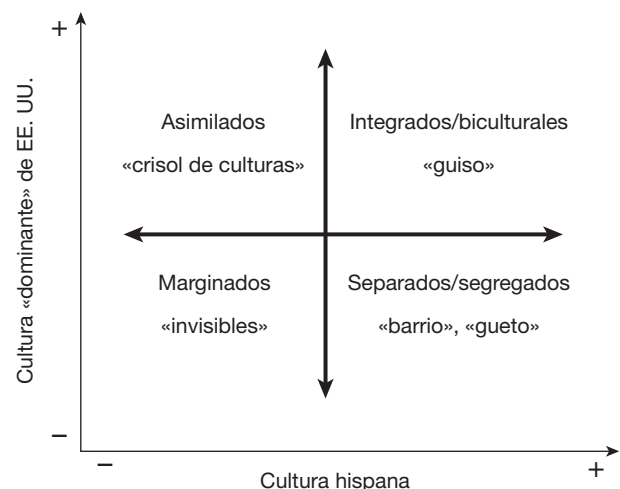 +
Cultura «dominante» de EE. UU.
Asimilados
«crisol de culturas»
Integrados/biculturales
«guiso»
Marginados
«invisibles»
Separados/segregados
«barrio», «gueto»
–
–
+
Cultura hispana